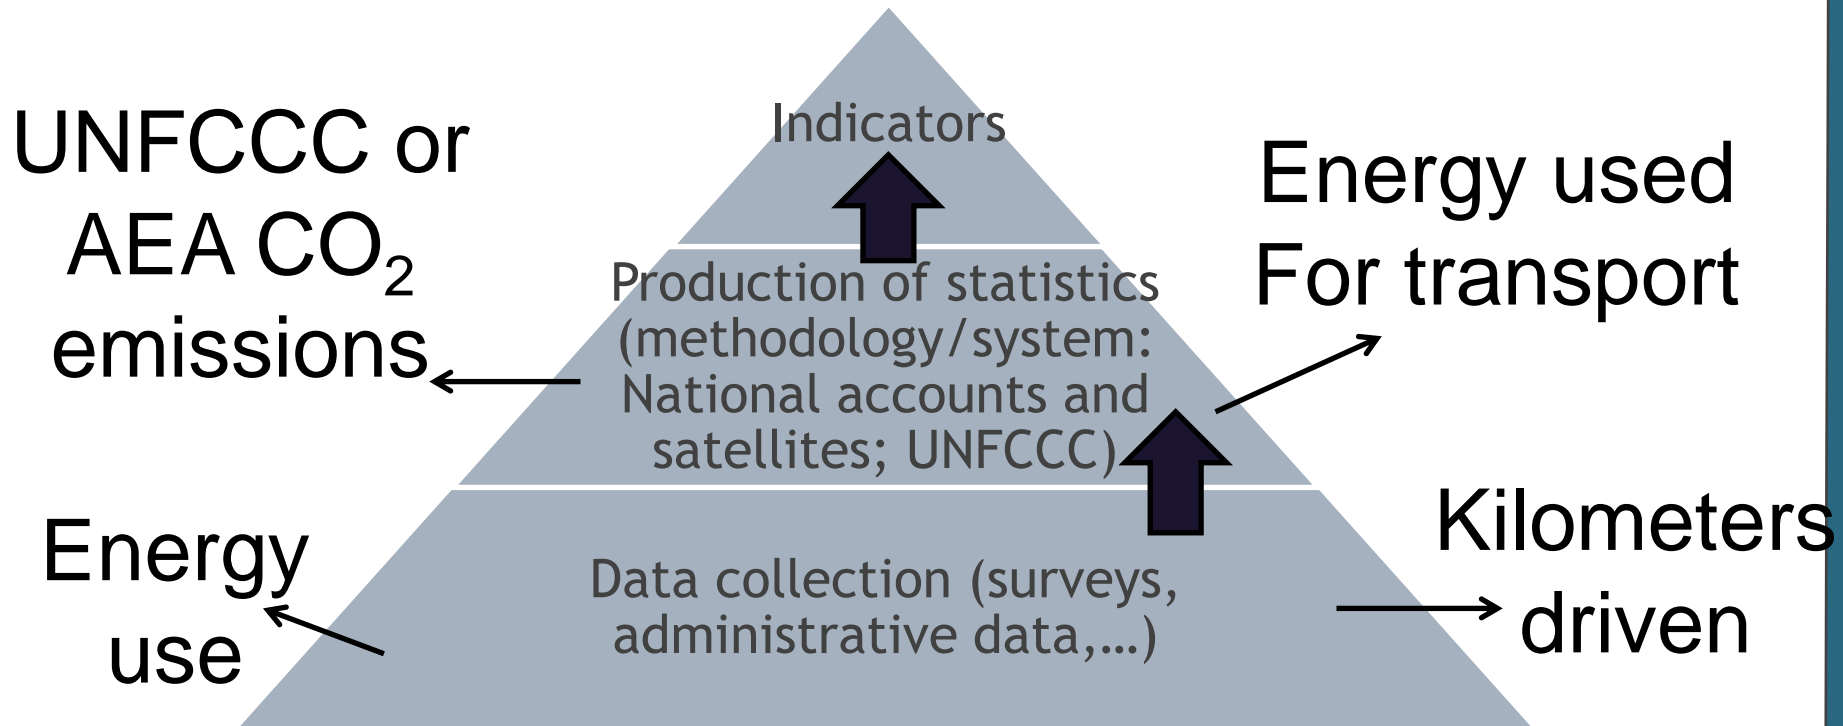 Indicators
UNFCCC or
AEA CO₂
emissions
Energy used
For transport
Production of statistics
(methodology/system:
National accounts and
satellites; UNFCCC)
Energy
use
Data collection (surveys,
administrative data,…)
Kilometers
driven